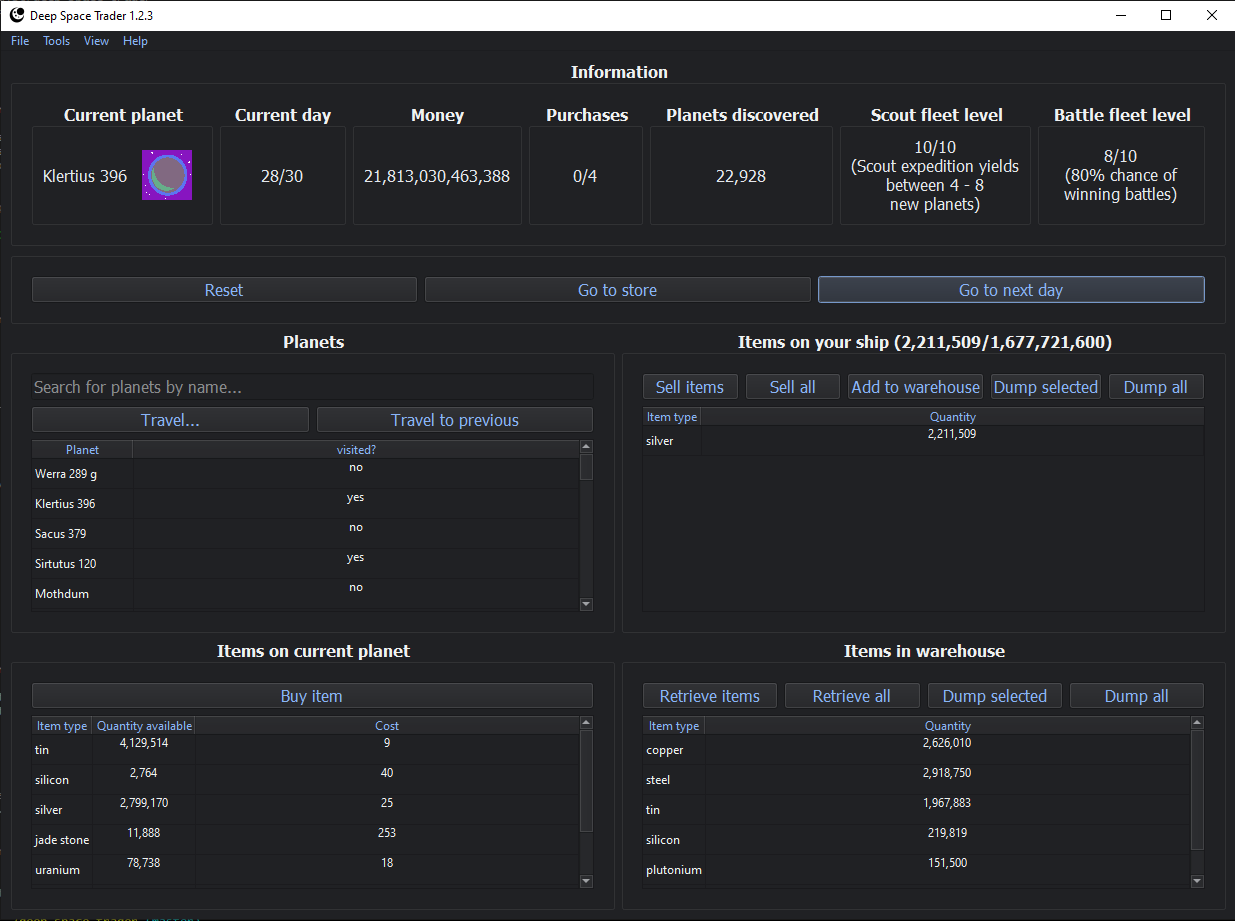 Deep Space Trader 1.2.3
File Tools View Help
Information
Current planet
Klertius 396
Current day
28/30
Money
21,813,030,463,388
Purchases
0/4
Planets discovered
22,928
Scout fleet level
10/10
(Scout expedition yields
between 4 - 8
new planets)
Battle fleet level
8/10
(80% chance of
winning battles)
Reset
Go to store
Go to next day
Planets
Search for planets by name...
Travel...
Travel to previous
Planet visited?
Werra 289 g no
Klertius 396 yes
Sacus 379 no
Sirtutus 120 yes
Mothdum no
Items on your ship (2,211,509/1,677,721,600)
Sell items
Sell all
Add to warehouse
Dump selected
Dump all
Item type Quantity
silver 2,211,509
Items on current planet
Buy item
Item type Quantity available Cost
tin 4,129,514 9
silicon 2,764 40
silver 2,799,170 25
jade stone 11,888 253
uranium 78,738 18
Items in warehouse
Retrieve items
Retrieve all
Dump selected
Dump all
Item type Quantity
copper 2,626,010
steel 2,918,750
tin 1,967,883
silicon 219,819
plutonium 151,500